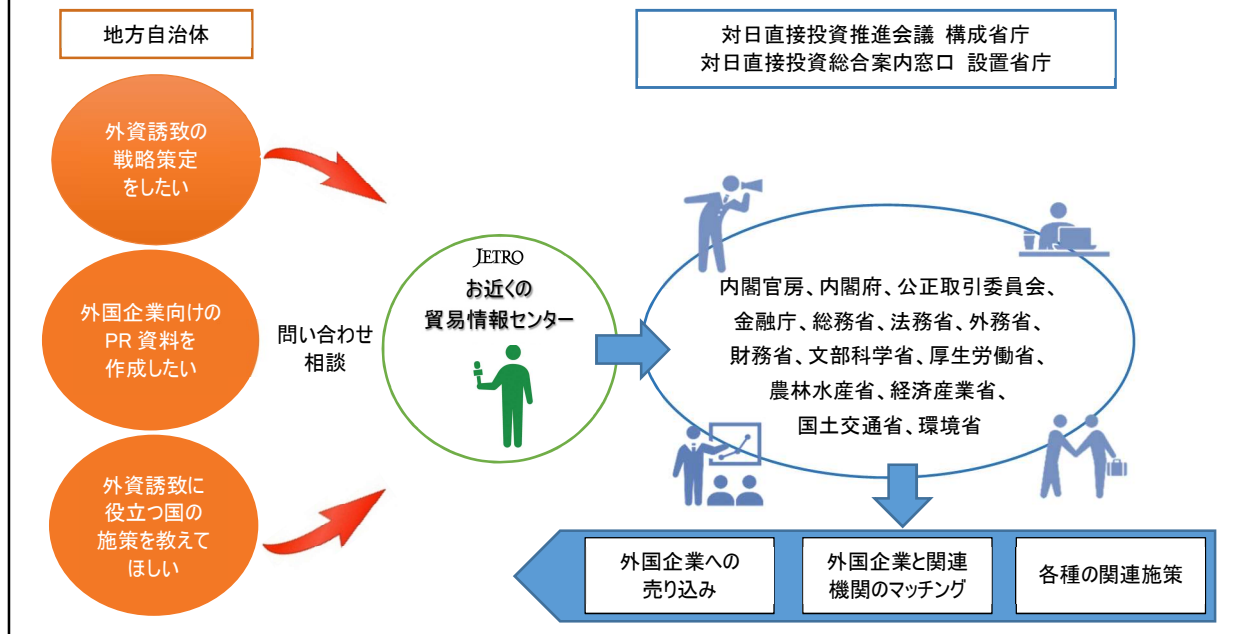 地方自治体
対日直接投資推進会議 構成省庁
対日直接投資総合案内窓口 設置省庁
外資誘致の
戦略策定
をしたい
外国企業向けの
PR 資料を
作成したい
外資誘致に
役立つ国の
施策を教えて
ほしい
問い合わせ
相談
JETRO
お近くの
貿易情報センター
内閣官房、内閣府、公正取引委員会、
金融庁、総務省、法務省、外務省、
財務省、文部科学省、厚生労働省、
農林水産省、経済産業省、
国土交通省、環境省
外国企業への
売り込み
外国企業と関連
機関のマッチング
各種の関連施策